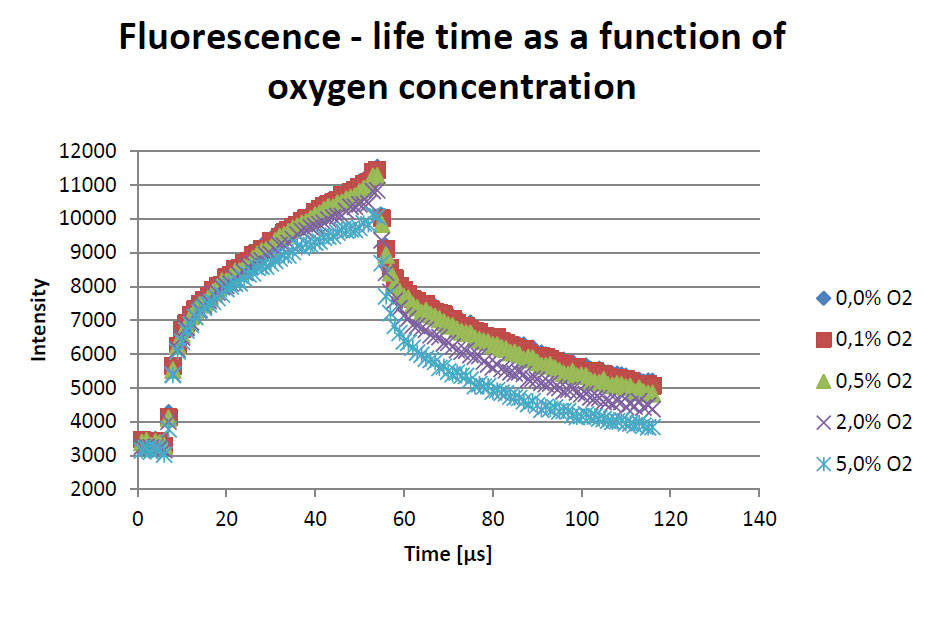 Fluorescence - life time as a function of
oxygen concentration
12000
11000
10000
9000
8000
7000
6000
5000
4000
3000
2000
Intensity
0
20
40
60
80
100
120
140
Time [µs]
0,0% O2
0,1% O2
0,5% O2
2,0% O2
5,0% O2